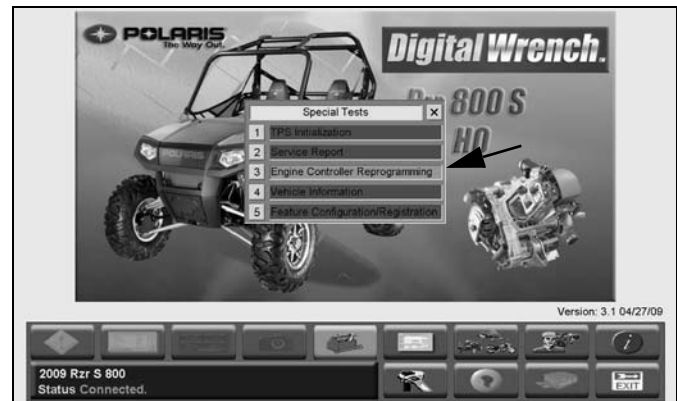 POLARIS
The Way Out.
Digital Wrench.
Rzr 800 S
HO
Special Tests ×
1 TPS Initialization
2 Service Report
3 Engine Controller Reprogramming
4 Vehicle Information
5 Feature Configuration/Registration
POLARIS
Version: 3.1 04/27/09
2009 Rzr S 800
Status Connected.
EXIT